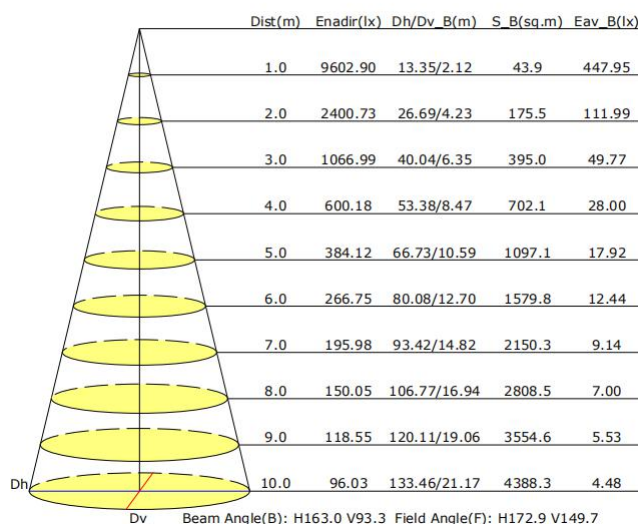 Dist(m) Enadir(lx) Dh/Dv_B(m) S_B(sq.m) Eav_B(lx)
1.0 9602.90 13.35/2.12 43.9 447.95
2.0 2400.73 26.69/4.23 175.5 111.99
3.0 1066.99 40.04/6.35 395.0 49.77
4.0 600.18 53.38/8.47 702.1 28.00
5.0 384.12 66.73/10.59 1097.1 17.92
6.0 266.75 80.08/12.70 1579.8 12.44
7.0 195.98 93.42/14.82 2150.3 9.14
8.0 150.05 106.77/16.94 2808.5 7.00
9.0 118.55 120.11/19.06 3554.6 5.53
Dh 10.0 96.03 133.46/21.17 4388.3 4.48
Dv Beam Angle(B): H163.0 V93.3 Field Angle(F): H172.9 V149.7